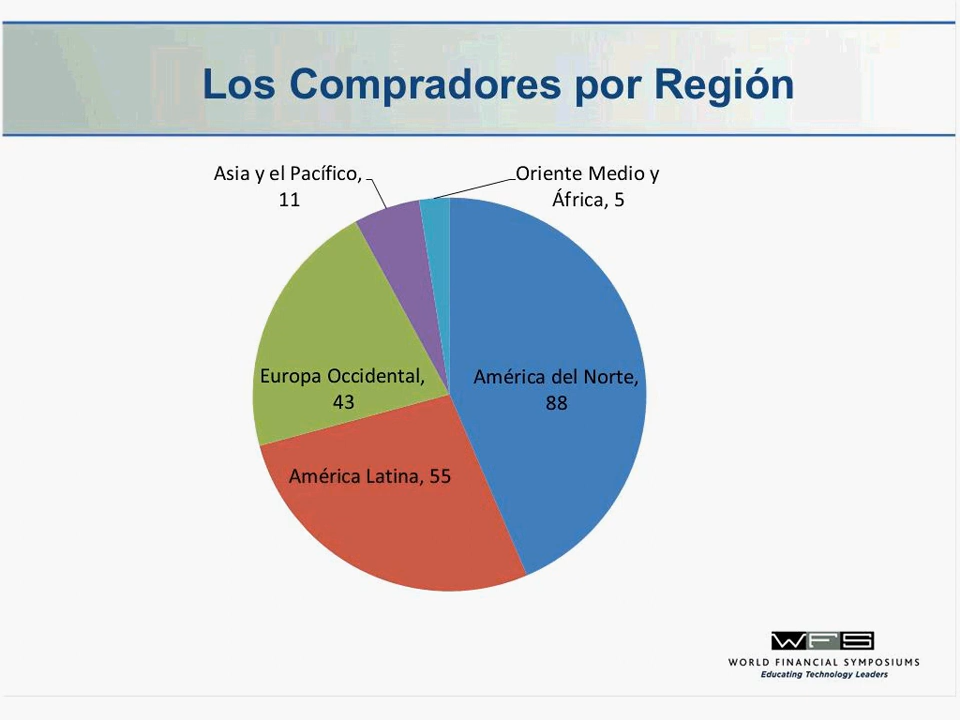 Los Compradores por Región
Asia y el Pacífico,
11
Oriente Medio y
África, 5
Europa Occidental,
43
América del Norte,
88
América Latina, 55
WFS
WORLD FINANCIAL SYMPOSIUMS
Educating Technology Leaders